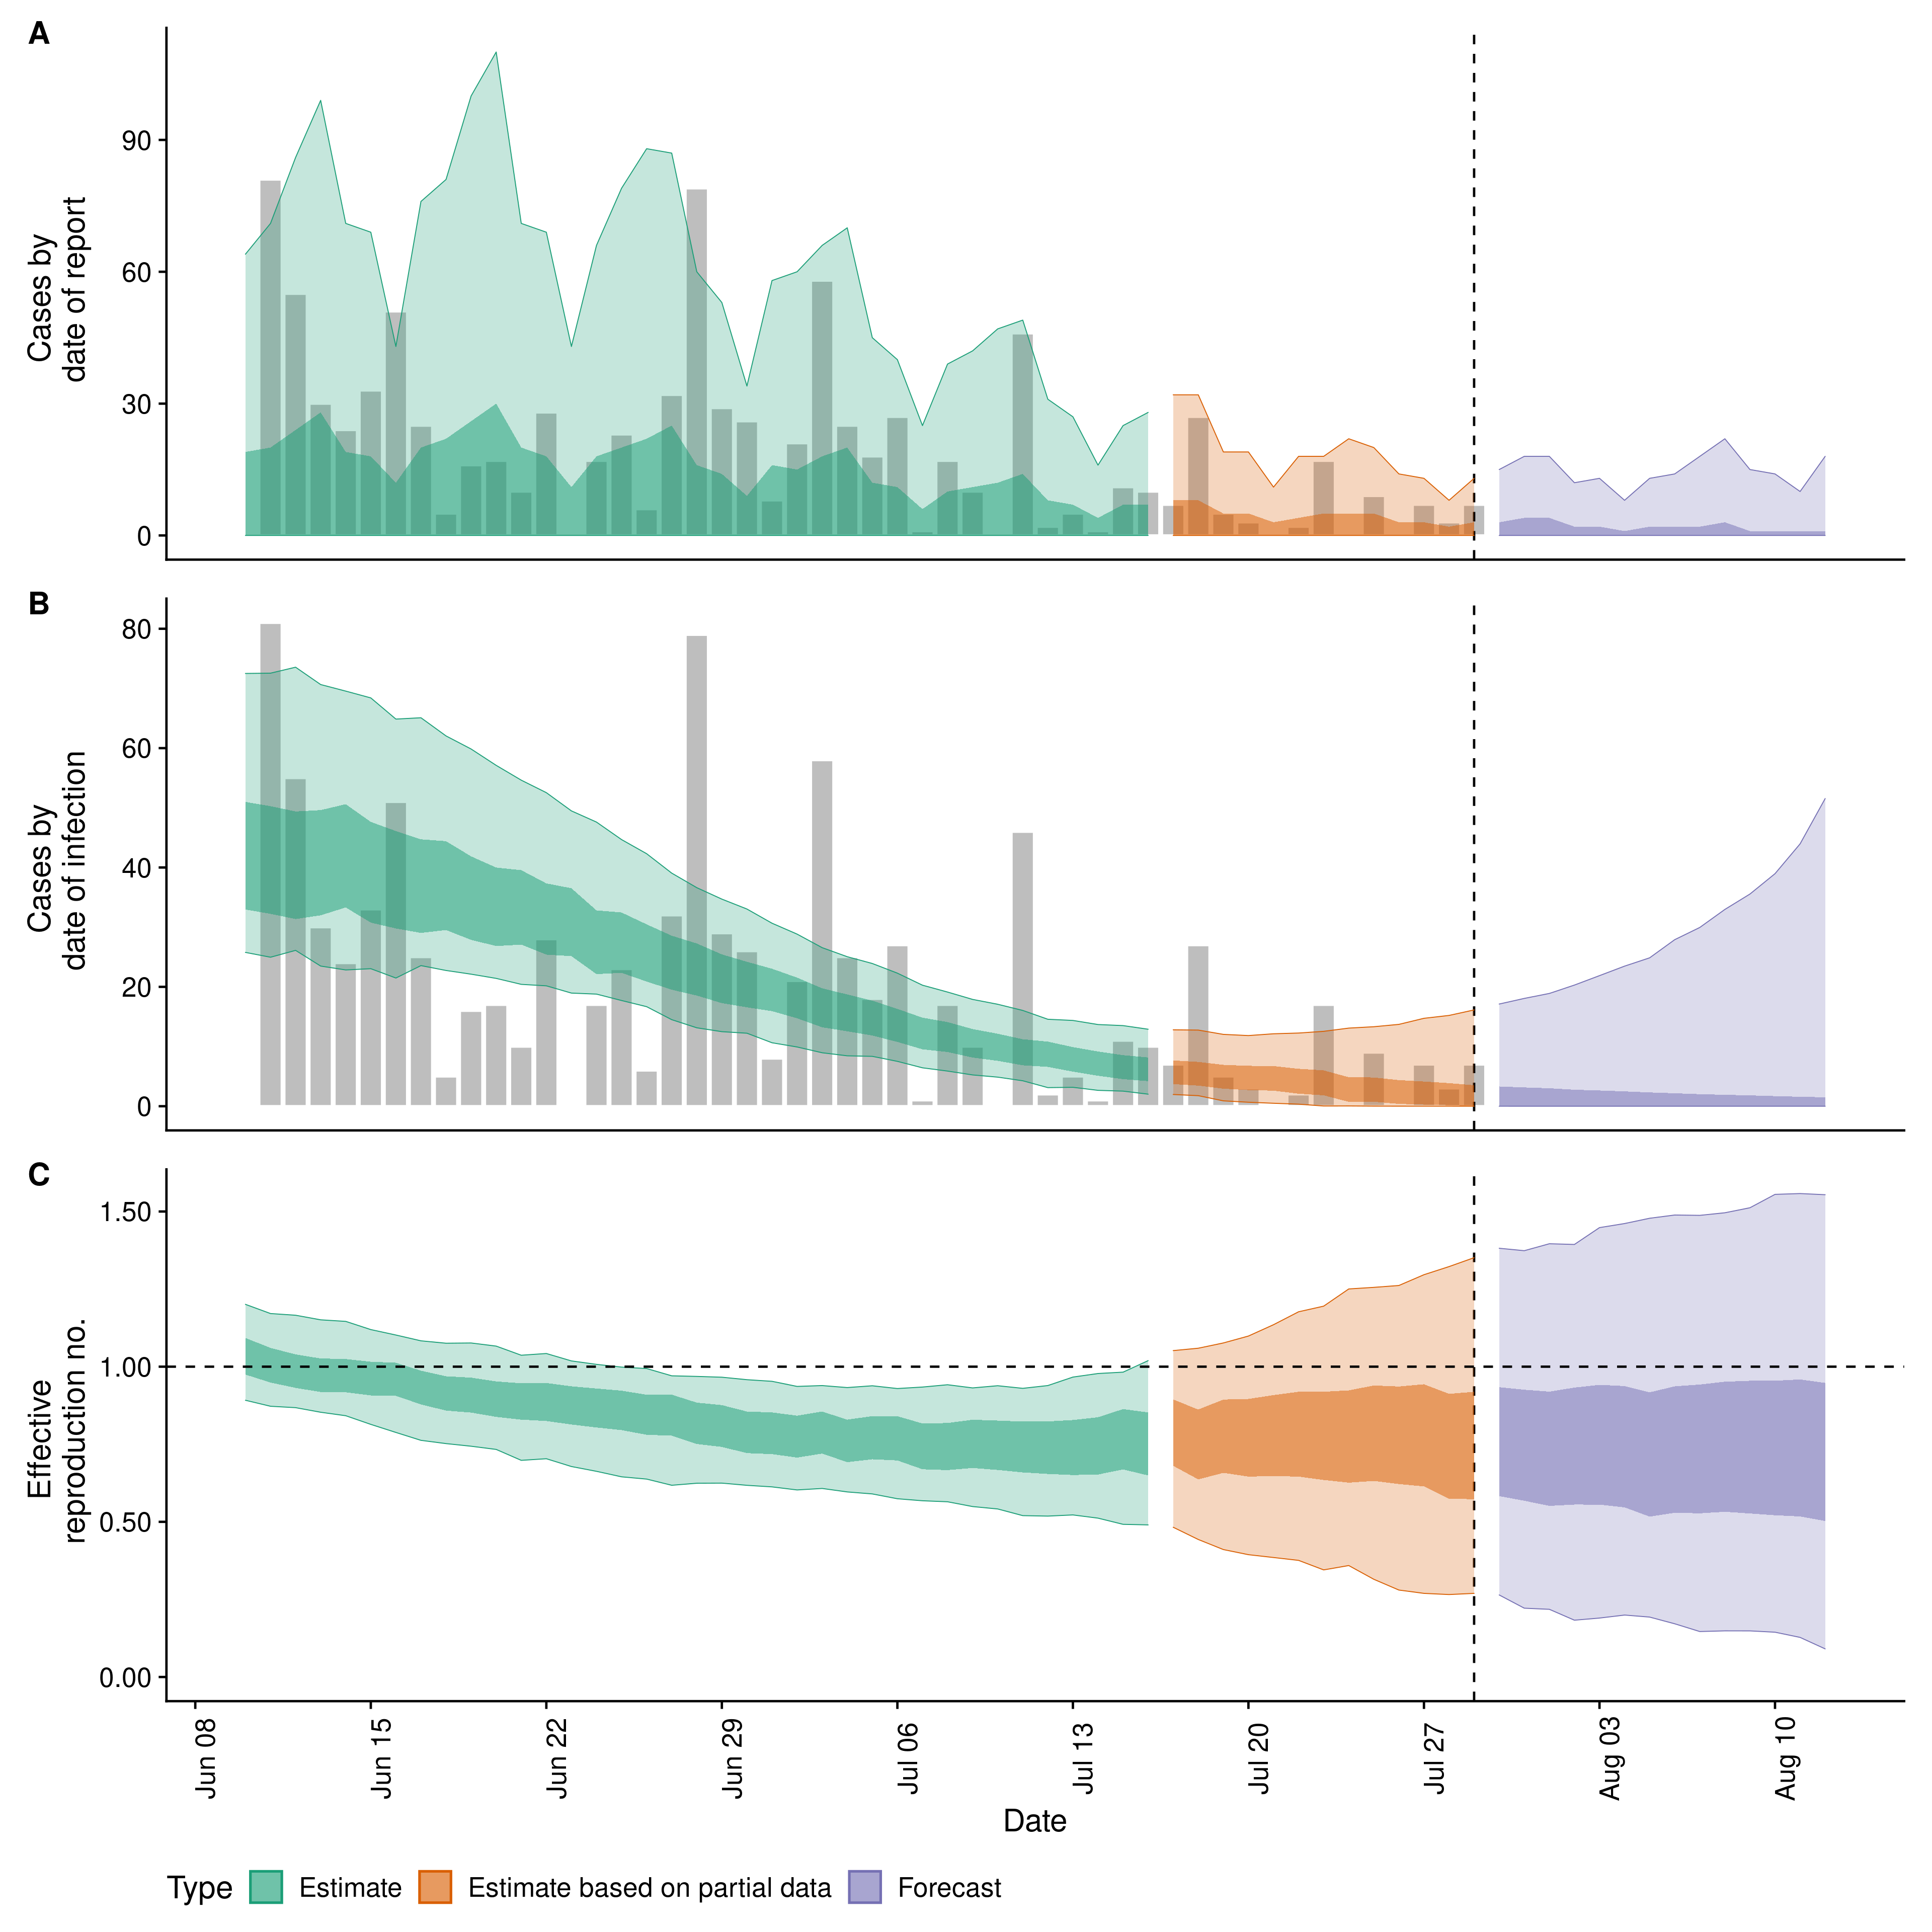 A
Cases by
date of report
90
60
30
0
B
Cases by
date of infection
80
60
40
20
0
C
Effective
reproduction no.
1.50
1.00
0.50
0.00
Jun 08
Jun 15
Jun 22
Jun 29
Jul 06
Jul 13
Jul 20
Jul 27
Aug 03
Aug 10
Date
Type Estimate Estimate based on partial data Forecast